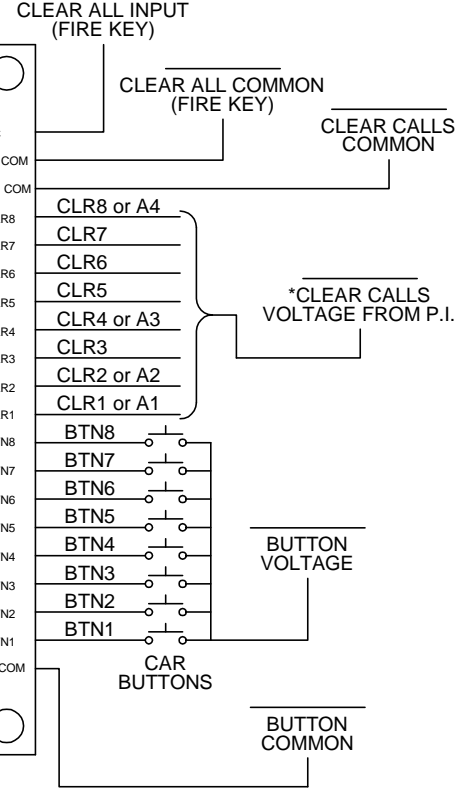 CLEAR ALL INPUT
(FIRE KEY)
CLEAR ALL COMMON
(FIRE KEY)
CLEAR CALLS
COMMON
COM
COM
R8 CLR8 or A4
R7 CLR7
R6 CLR6
R5 CLR5
R4 CLR4 or A3
R3 CLR3
R2 CLR2 or A2
R1 CLR1 or A1
*CLEAR CALLS
VOLTAGE FROM P.I.
N8 BTN8
N7 BTN7
N6 BTN6
N5 BTN5
N4 BTN4
N3 BTN3
N2 BTN2
N1 BTN1
BUTTON
VOLTAGE
COM
CAR
BUTTONS
BUTTON
COMMON